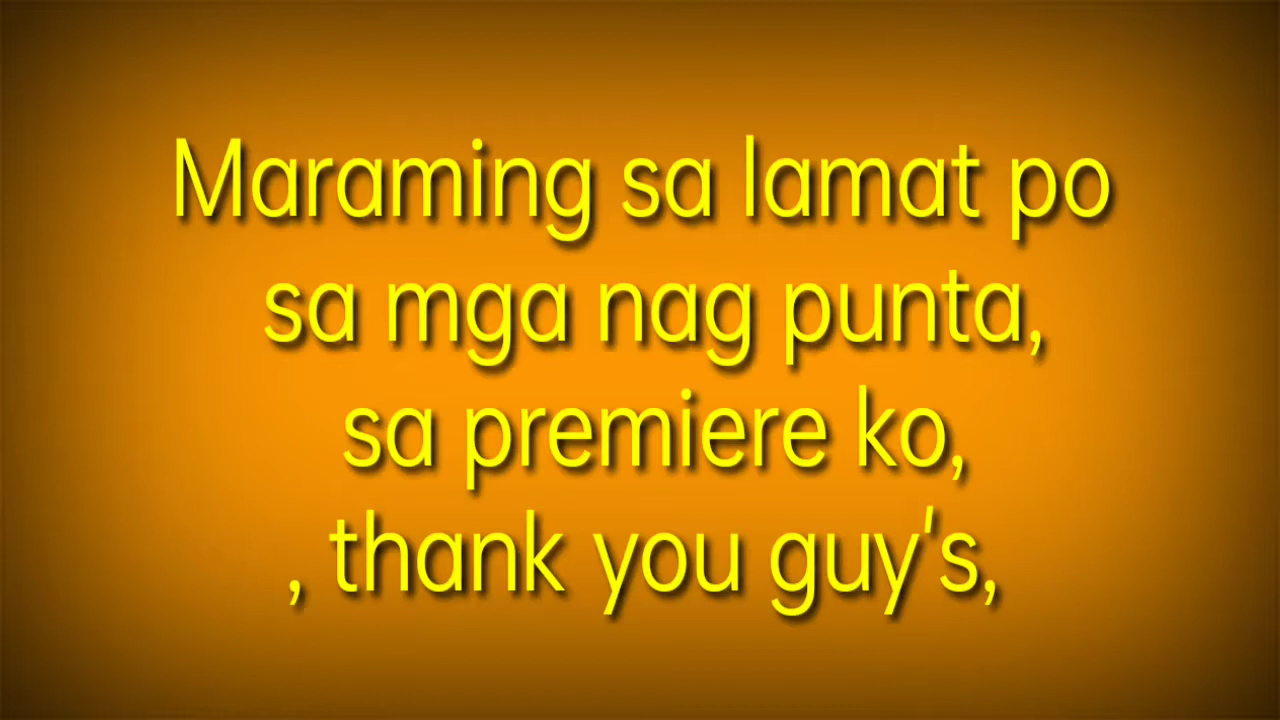 Maraming sa lamat po
sa mga nag punta,
sa premiere ko,
, thank you guy's,